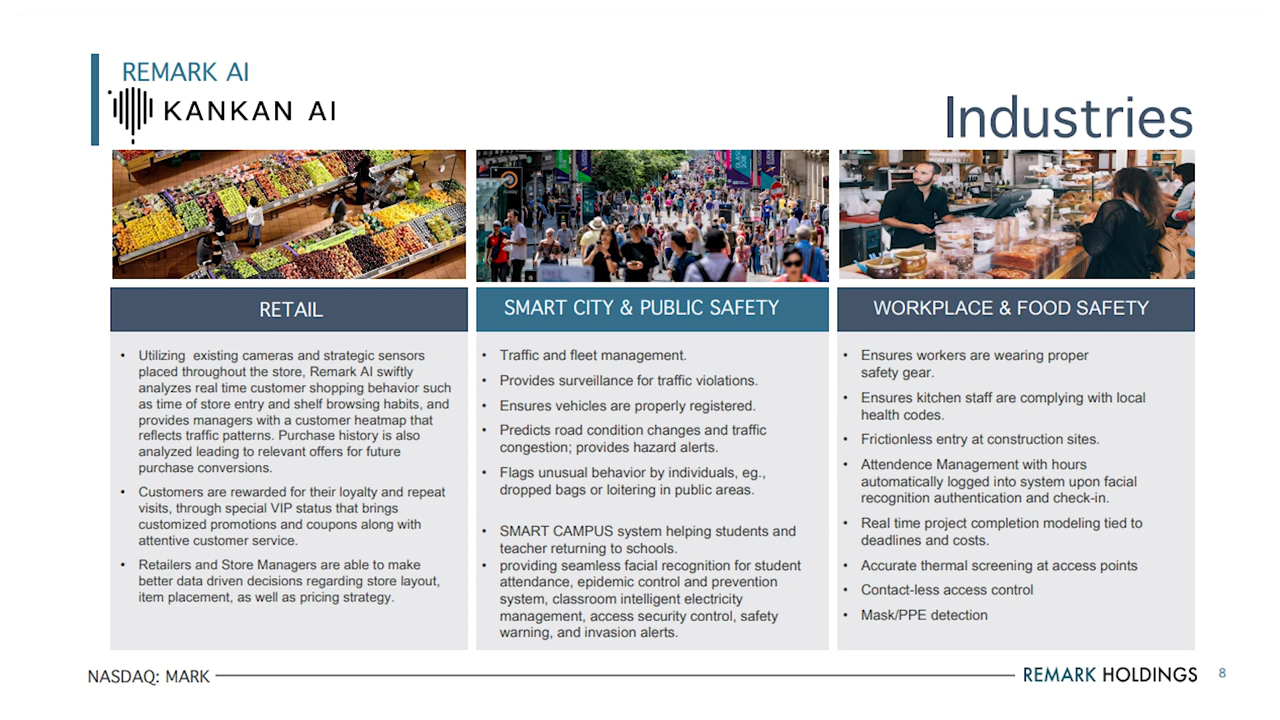 REMARK AI
KANKAN AI
Industries
RETAIL
• Utilizing existing cameras and strategic sensors
placed throughout the store, Remark AI swiftly
analyzes real time customer shopping behavior such
as time of store entry and shelf browsing habits, and
provides managers with a customer heatmap that
reflects traffic patterns. Purchase history is also
analyzed leading to relevant offers for future
purchase conversions.
• Customers are rewarded for their loyalty and repeat
visits, through special VIP status that brings
customized promotions and coupons along with
attentive customer service.
• Retailers and Store Managers are able to make
better data driven decisions regarding store layout,
item placement, as well as pricing strategy.
SMART CITY & PUBLIC SAFETY
• Traffic and fleet management.
• Provides surveillance for traffic violations.
• Ensures vehicles are properly registered.
• Predicts road condition changes and traffic
congestion; provides hazard alerts.
• Flags unusual behavior by individuals, eg.,
dropped bags or loitering in public areas.
• SMART CAMPUS system helping students and
teacher returning to schools.
• providing seamless facial recognition for student
attendance, epidemic control and prevention
system, classroom intelligent electricity
management, access security control, safety
warning, and invasion alerts.
WORKPLACE & FOOD SAFETY
• Ensures workers are wearing proper
safety gear.
• Ensures kitchen staff are complying with local
health codes.
• Frictionless entry at construction sites.
• Attendence Management with hours
automatically logged into system upon facial
recognition authentication and check-in.
• Real time project completion modeling tied to
deadlines and costs.
• Accurate thermal screening at access points
• Contact-less access control
• Mask/PPE detection
NASDAQ: MARK
REMARK HOLDINGS
8